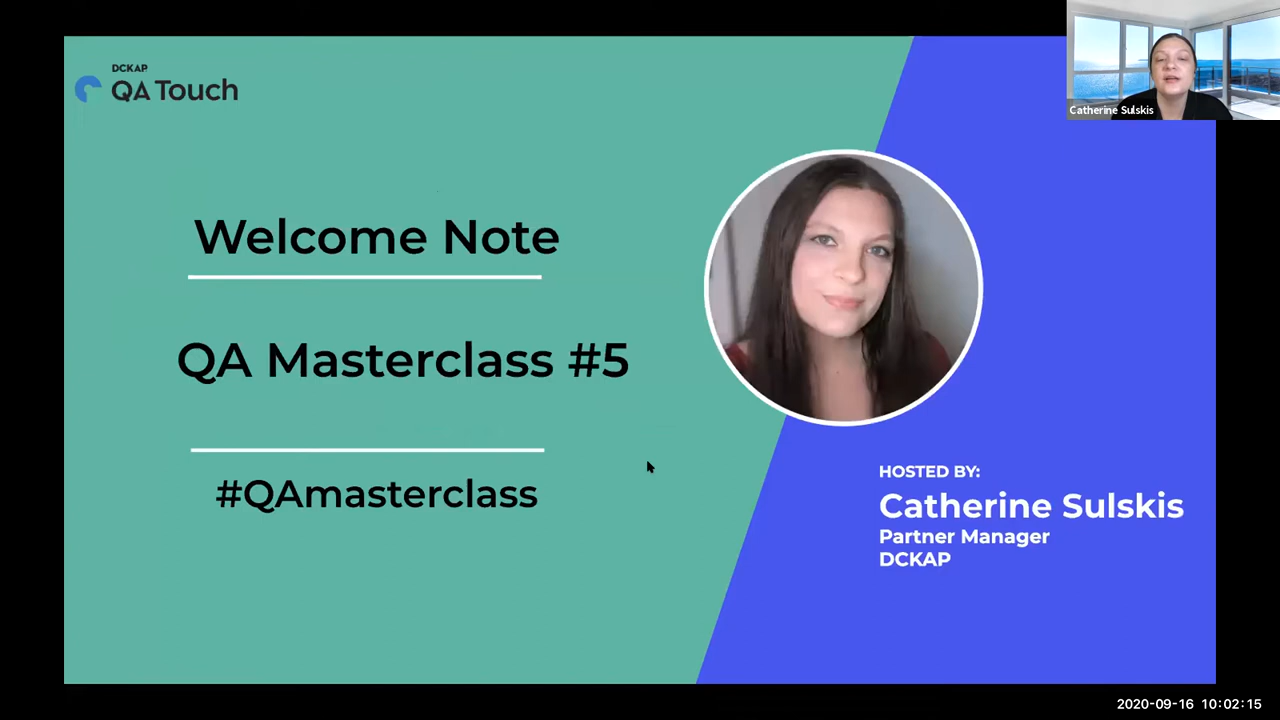 DCKAP
QA Touch
Catherine Sulskis
Welcome Note
QA Masterclass #5
#QAmasterclass
HOSTED BY:
Catherine Sulskis
Partner Manager
DCKAP
2020-09-16 10:02:15